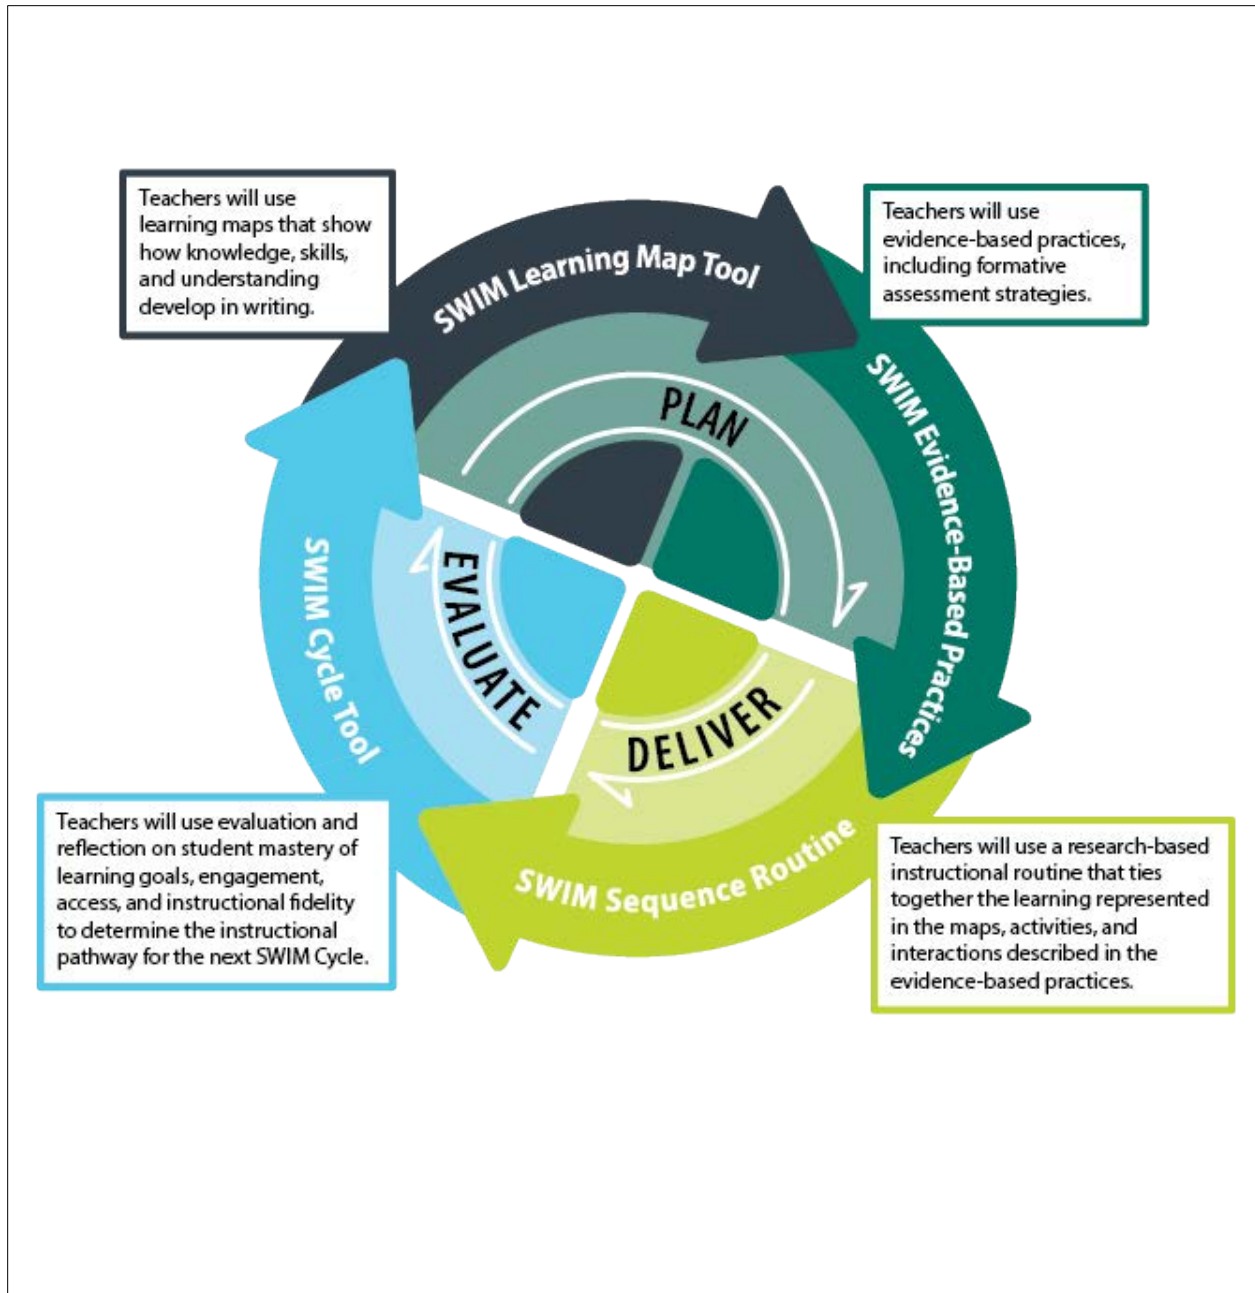 Teachers will use
learning maps that show
how knowledge, skills,
and understanding
develop in writing.
Teachers will use
evidence-based practices,
including formative
assessment strategies.
SWIM Learning Map Tool
SWIM Evidence-Based Practices
PLAN
EVALUATE
DELIVER
SWIM Cycle Tool
SWIM Sequence Routine
Teachers will use evaluation and
reflection on student mastery of
learning goals, engagement,
access, and instructional fidelity
to determine the instructional
pathway for the next SWIM Cycle.
Teachers will use a research-based
instructional routine that ties
together the learning represented
in the maps, activities, and
interactions described in the
evidence-based practices.